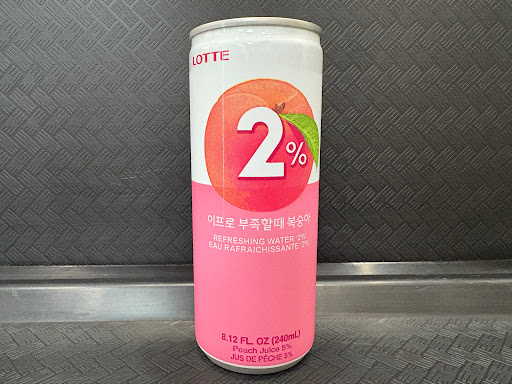 LOTTE
2%
이프로 부족할때 복숭아
REFRESHING WATER '2%'
EAU RAFRAICHISSANTE '2%'
8.12 FL. OZ (240mL)
Peach Juice 5%
JUS DE PÊCHE 5%